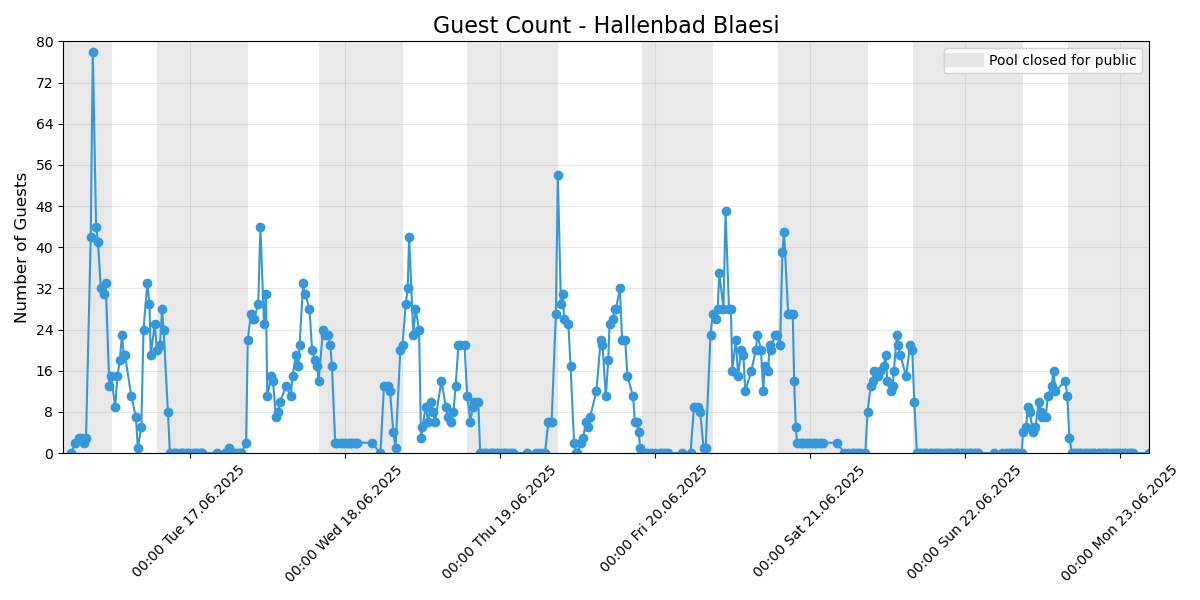 Guest Count - Hallenbad Blaesi
Pool closed for public
Number of Guests
80
72
64
56
48
40
32
24
16
8
0
00:00 Tue 17.06.2025
00:00 Wed 18.06.2025
00:00 Thu 19.06.2025
00:00 Fri 20.06.2025
00:00 Sat 21.06.2025
00:00 Sun 22.06.2025
00:00 Mon 23.06.2025